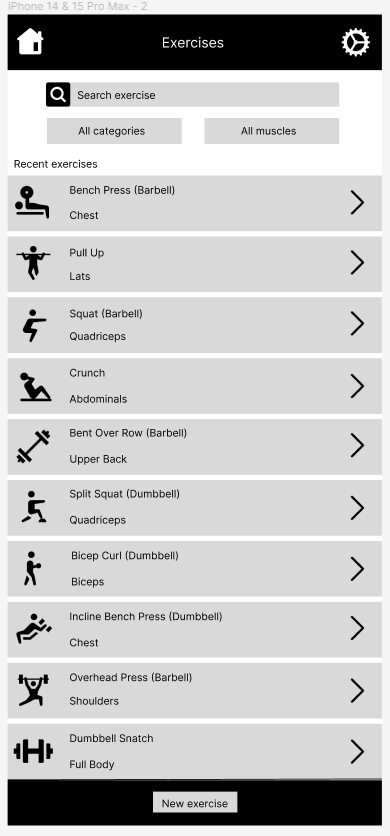 iPhone 14 & 15 Pro Max - 2
Exercises
Search exercise
All categories
All muscles
Recent exercises
Bench Press (Barbell)
Chest
Pull Up
Lats
Squat (Barbell)
Quadriceps
Crunch
Abdominals
Bent Over Row (Barbell)
Upper Back
Split Squat (Dumbbell)
Quadriceps
Bicep Curl (Dumbbell)
Biceps
Incline Bench Press (Dumbbell)
Chest
Overhead Press (Barbell)
Shoulders
Dumbbell Snatch
Full Body
New exercise